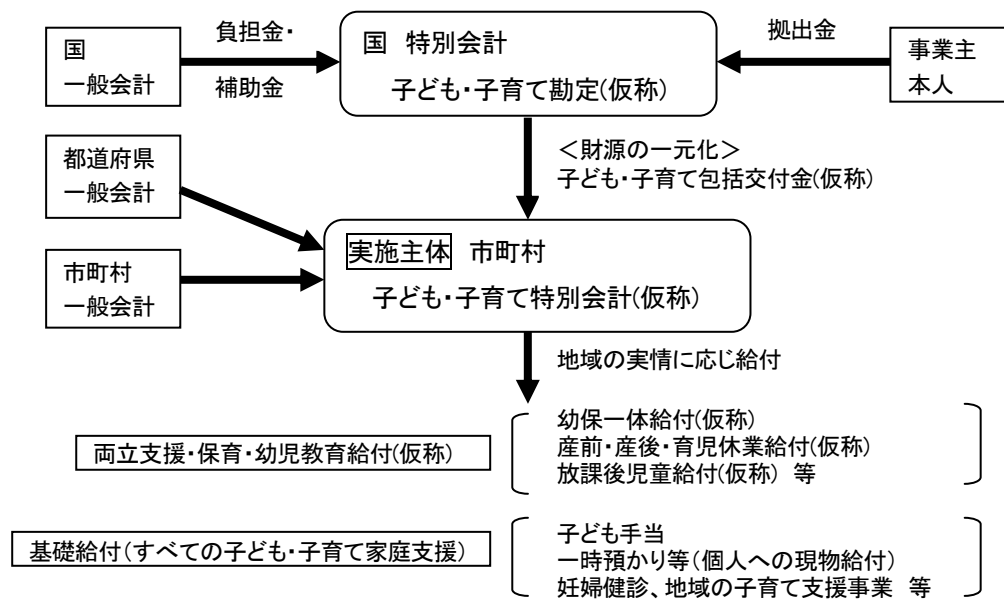 国
一般会計
負担金・
補助金
国 特別会計
子ども・子育て勘定(仮称)
拠出金
事業主
本人
都道府県
一般会計
＜財源の一元化＞
子ども・子育て包括交付金(仮称)
市町村
一般会計
実施主体 市町村
子ども・子育て特別会計(仮称)
地域の実情に応じ給付
両立支援・保育・幼児教育給付(仮称)
幼保一体給付(仮称)
産前・産後・育児休業給付(仮称)
放課後児童給付(仮称) 等
基礎給付(すべての子ども・子育て家庭支援)
子ども手当
一時預かり等(個人への現物給付)
妊婦健診、地域の子育て支援事業 等